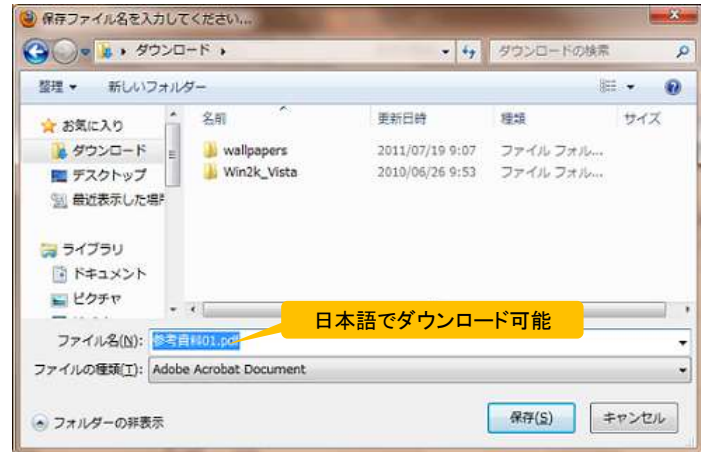 保存ファイル名を入力してください...
ダウンロード
ダウンロードの検索
整理 新しいフォルダー
名前 更新日時 種類 サイズ
お気に入り
ダウンロード
デスクトップ
最近表示した場所
wallpapers 2011/07/19 9:07 ファイル フォル...
Win2k_Vista 2010/06/26 9:53 ファイル フォル...
ライブラリ
ドキュメント
ピクチャ
日本語でダウンロード可能
ファイル名(N): 参考資料01.pdf
ファイルの種類(T): Adobe Acrobat Document
フォルダーの非表示
保存(S) キャンセル